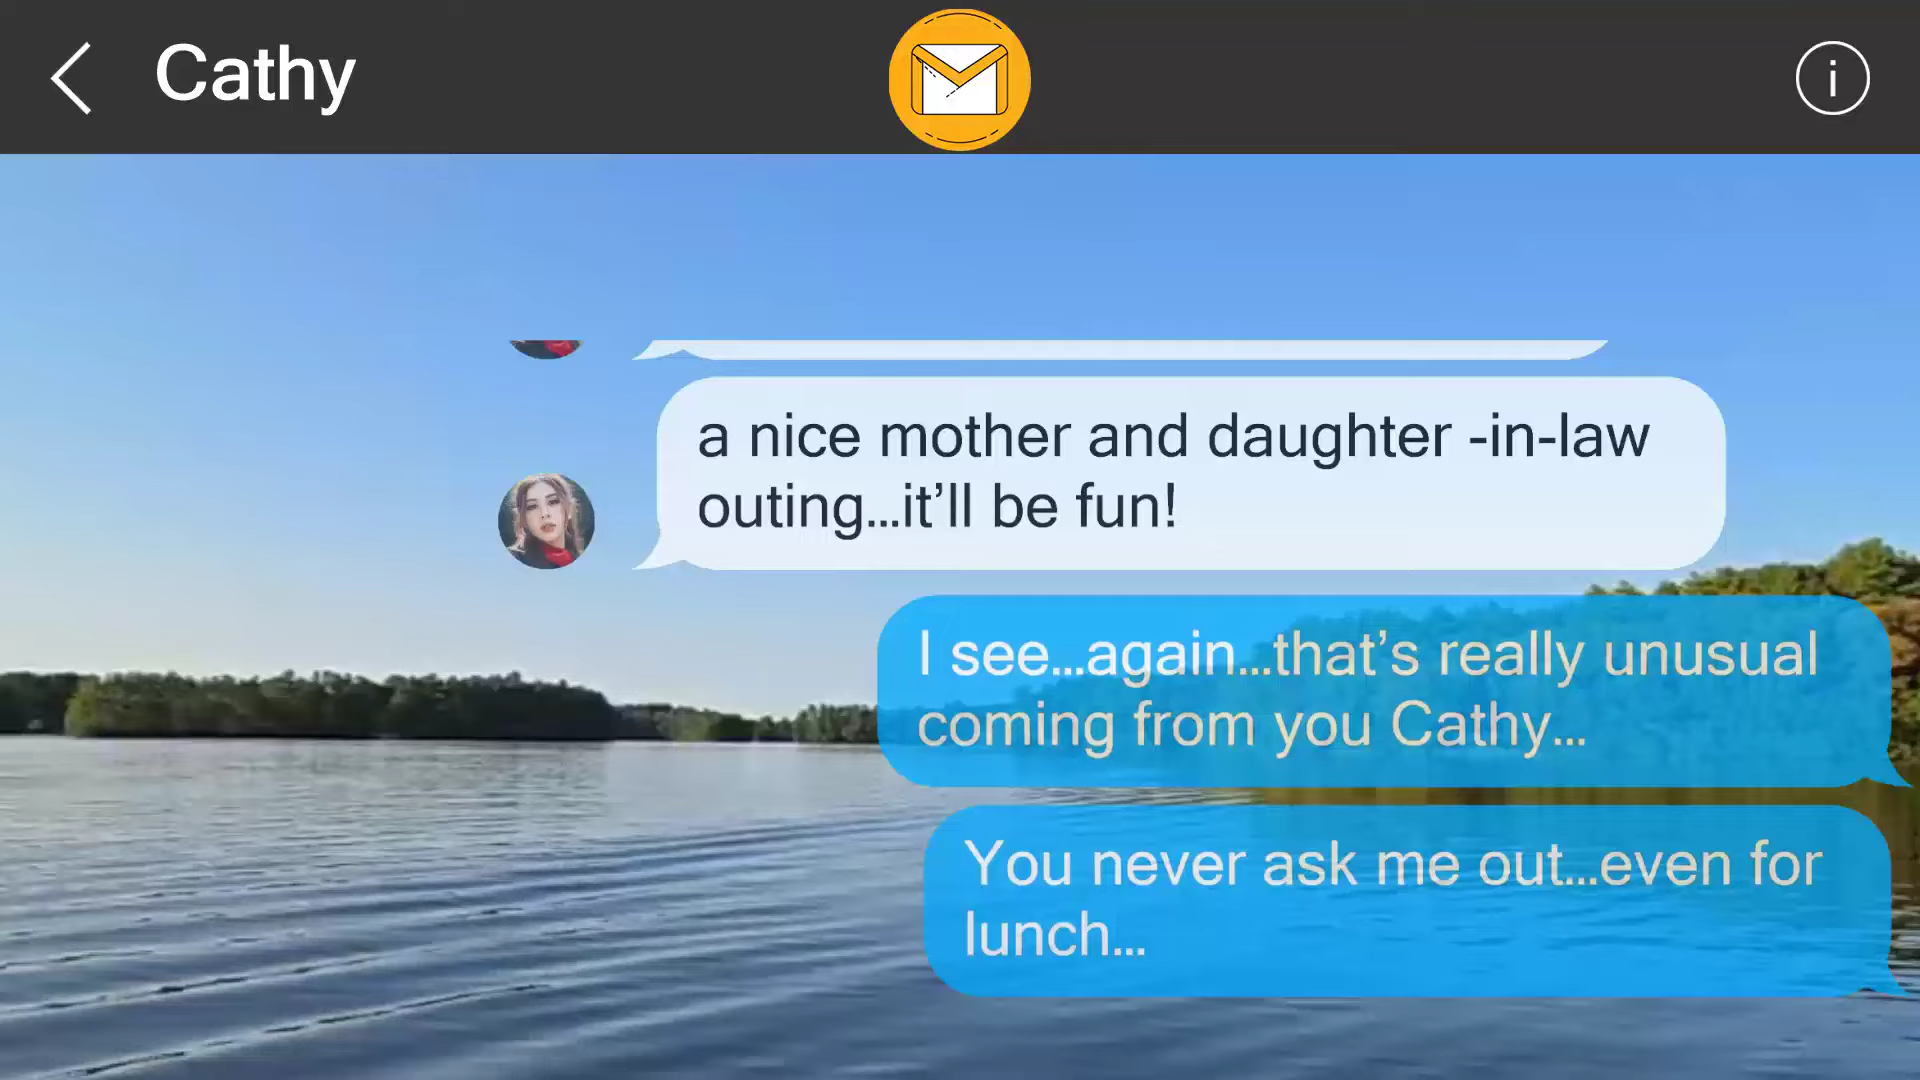 Cathy
a nice mother and daughter -in-law
outing...it’ll be fun!
I see...again...that’s really unusual
coming from you Cathy...
You never ask me out...even for
lunch...